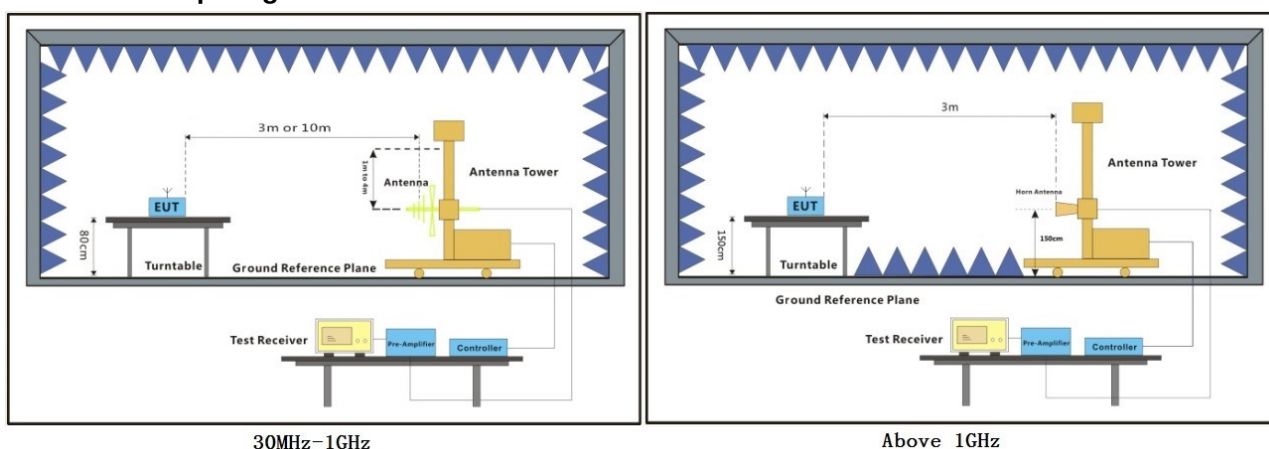 3m or 10m
1m to 4m
Antenna
Antenna Tower
EUT
80cm
Turntable
Ground Reference Plane
Test Receiver
Pre-Amplifier
Controller
30MHz-1GHz
3m
Antenna Tower
Horn Antenna
EUT
150cm
150cm
Turntable
Ground Reference Plane
Test Receiver
Pre-Amplifier
Controller
Above 1GHz